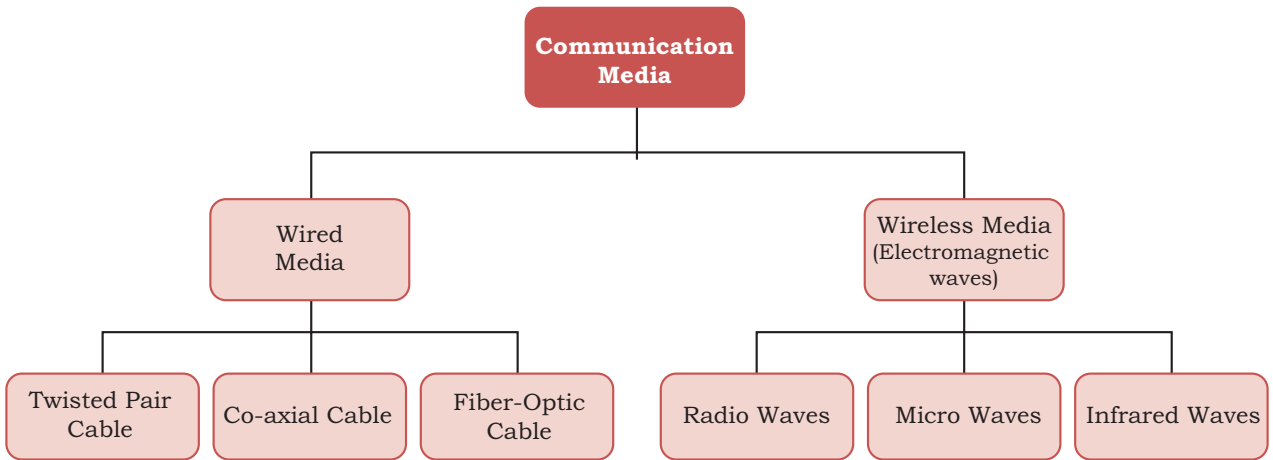 Communication
Media
Wired
Media
Wireless Media
(Electromagnetic
waves)
Twisted Pair
Cable
Co-axial Cable
Fiber-Optic
Cable
Radio Waves
Micro Waves
Infrared Waves